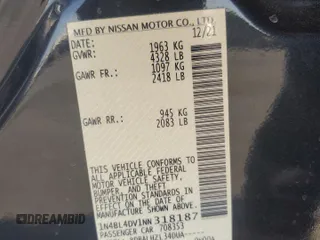 MFD BY NISSAN MOTOR CO., LTD
DATE: 12/21
GVWR: 1963 KG
4328 LB
GAWR FR: 1097 KG
2418 LB
GAWR RR: 945 KG
2083 LB
THIS VEHICLE CONFORMS TO ALL
APPLICABLE FEDERAL MOTOR
VEHICLE SAFETY,
BUMPER, AND THEFT
PREVENTION STANDARDS
IN EFFECT ON THE DATE OF
MANUFACTURE SHOWN ABOVE.
1N4BL4DV1NN318187
PASSENGER CAR 708353